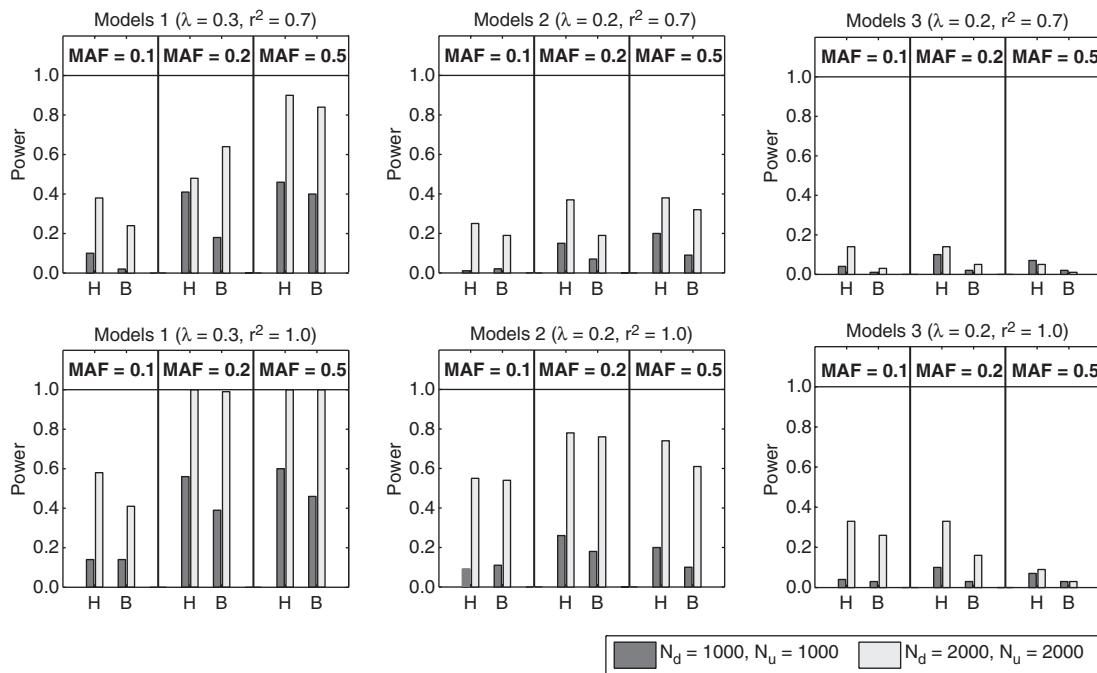 Models 1 (λ = 0.3, r² = 0.7)
MAF = 0.1 MAF = 0.2 MAF = 0.5
1.0
0.8
0.6
0.4
0.2
0.0
Power
H B H B H B
Models 2 (λ = 0.2, r² = 0.7)
MAF = 0.1 MAF = 0.2 MAF = 0.5
1.0
0.8
0.6
0.4
0.2
0.0
Power
H B H B H B
Models 3 (λ = 0.2, r² = 0.7)
MAF = 0.1 MAF = 0.2 MAF = 0.5
1.0
0.8
0.6
0.4
0.2
0.0
Power
H B H B H B
Models 1 (λ = 0.3, r² = 1.0)
MAF = 0.1 MAF = 0.2 MAF = 0.5
1.0
0.8
0.6
0.4
0.2
0.0
Power
H B H B H B
Models 2 (λ = 0.2, r² = 1.0)
MAF = 0.1 MAF = 0.2 MAF = 0.5
1.0
0.8
0.6
0.4
0.2
0.0
Power
H B H B H B
Models 3 (λ = 0.2, r² = 1.0)
MAF = 0.1 MAF = 0.2 MAF = 0.5
1.0
0.8
0.6
0.4
0.2
0.0
Power
H B H B H B
N_d = 1000, N_u = 1000 N_d = 2000, N_u = 2000